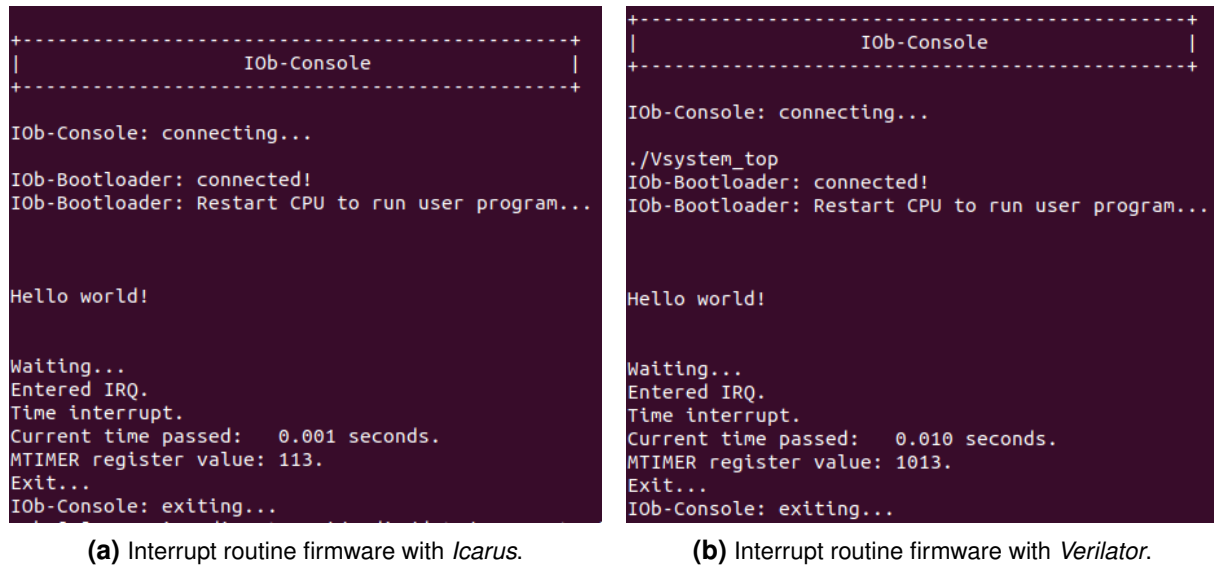 +-----------------------------------------------+
| IOb-Console |
+-----------------------------------------------+
IOb-Console: connecting...
IOb-Bootloader: connected!
IOb-Bootloader: Restart CPU to run user program...
Hello world!
Waiting...
Entered IRQ.
Time interrupt.
Current time passed: 0.001 seconds.
MTIMER register value: 113.
Exit...
IOb-Console: exiting...
(a) Interrupt routine firmware with Icarus.
+-----------------------------------------------+
| IOb-Console |
+-----------------------------------------------+
IOb-Console: connecting...
./Vsystem_top
IOb-Bootloader: connected!
IOb-Bootloader: Restart CPU to run user program...
Hello world!
Waiting...
Entered IRQ.
Time interrupt.
Current time passed: 0.010 seconds.
MTIMER register value: 1013.
Exit...
IOb-Console: exiting...
(b) Interrupt routine firmware with Verilator.